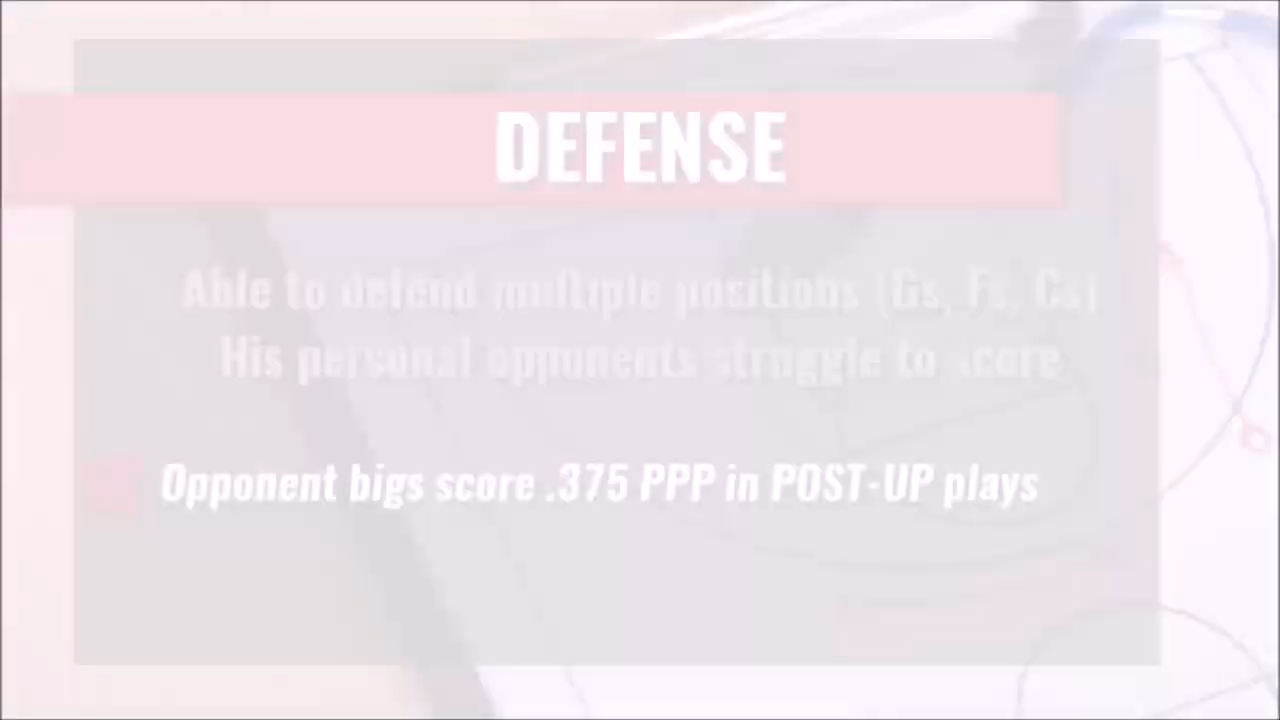 DEFENSE
Able to defend multiple positions (Gs, Fs, Cs)
His personal opponents struggle to score
Opponent bigs score .375 PPP in POST-UP plays